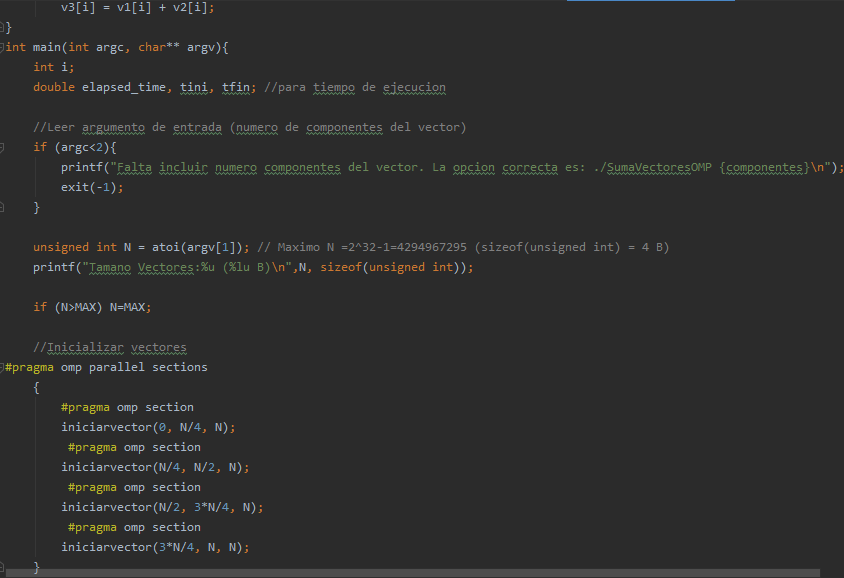 v3[i] = v1[i] + v2[i];
}
int main(int argc, char** argv){
int i;
double elapsed_time, tini, tfin; //para tiempo de ejecucion
//Leer argumento de entrada (numero de componentes del vector)
if (argc<2){
printf("Falta incluir numero componentes del vector. La opcion correcta es: ./SumaVectoresOMP {componentes}\n");
exit(-1);
}
unsigned int N = atoi(argv[1]); // Maximo N =2^32-1=4294967295 (sizeof(unsigned int) = 4 B)
printf("Tamano Vectores:%u (%lu B)\n",N, sizeof(unsigned int));
if (N>MAX) N=MAX;
//Inicializar vectores
#pragma omp parallel sections
{
#pragma omp section
iniciarvector(0, N/4, N);
#pragma omp section
iniciarvector(N/4, N/2, N);
#pragma omp section
iniciarvector(N/2, 3*N/4, N);
#pragma omp section
iniciarvector(3*N/4, N, N);
}